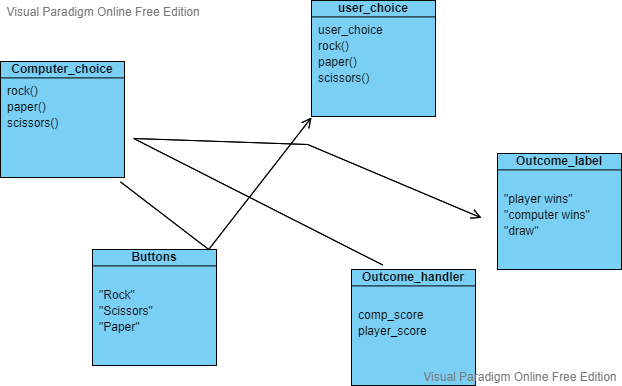 Visual Paradigm Online Free Edition
user_choice
user_choice
rock()
paper()
scissors()
Computer_choice
rock()
paper()
scissors()
Outcome_label
"player wins"
"computer wins"
"draw"
Buttons
"Rock"
"Scissors"
"Paper"
Outcome_handler
comp_score
player_score
Visual Paradigm Online Free Edition